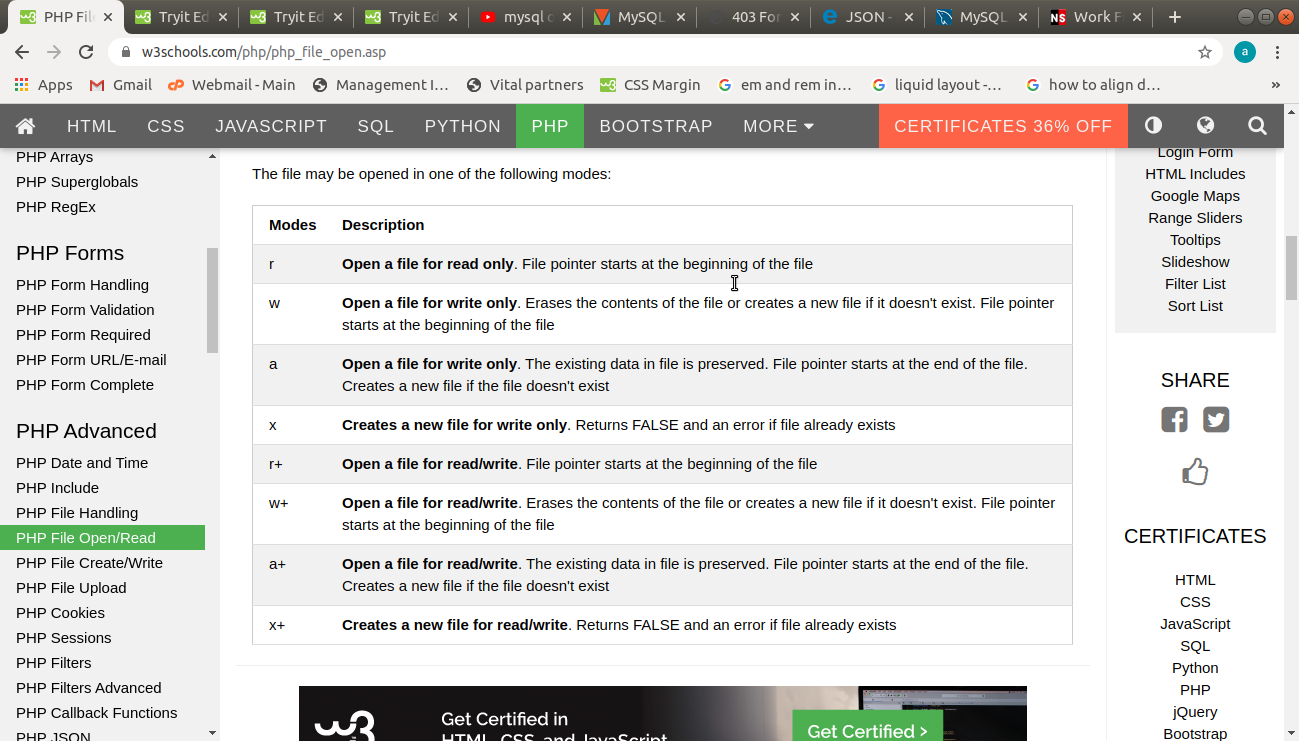 PHP File
Tryit Ed
Tryit Ed
Tryit Ed
mysql c
MySQL
403 For
JSON -
MySQL
Work F
w3schools.com/php/php_file_open.asp
a
Apps
Gmail
Webmail - Main
Management I...
Vital partners
CSS Margin
em and rem in...
liquid layout -...
how to align d...
»
HTML
CSS
JAVASCRIPT
SQL
PYTHON
PHP
BOOTSTRAP
MORE
CERTIFICATES 36% OFF
PHP Arrays
PHP Superglobals
PHP RegEx
PHP Forms
PHP Form Handling
PHP Form Validation
PHP Form Required
PHP Form URL/E-mail
PHP Form Complete
PHP Advanced
PHP Date and Time
PHP Include
PHP File Handling
PHP File Open/Read
PHP File Create/Write
PHP File Upload
PHP Cookies
PHP Sessions
PHP Filters
PHP Filters Advanced
PHP Callback Functions
PHP JSON
The file may be opened in one of the following modes:
Modes Description
r Open a file for read only. File pointer starts at the beginning of the file
w Open a file for write only. Erases the contents of the file or creates a new file if it doesn't exist. File pointer
starts at the beginning of the file
a Open a file for write only. The existing data in file is preserved. File pointer starts at the end of the file.
Creates a new file if the file doesn't exist
x Creates a new file for write only. Returns FALSE and an error if file already exists
r+ Open a file for read/write. File pointer starts at the beginning of the file
w+ Open a file for read/write. Erases the contents of the file or creates a new file if it doesn't exist. File pointer
starts at the beginning of the file
a+ Open a file for read/write. The existing data in file is preserved. File pointer starts at the end of the file.
Creates a new file if the file doesn't exist
x+ Creates a new file for read/write. Returns FALSE and an error if file already exists
w3
Get Certified in
HTML, CSS, and JavaScript
Get Certified >
Login Form
HTML Includes
Google Maps
Range Sliders
Tooltips
Slideshow
Filter List
Sort List
SHARE
CERTIFICATES
HTML
CSS
JavaScript
SQL
Python
PHP
jQuery
Bootstrap